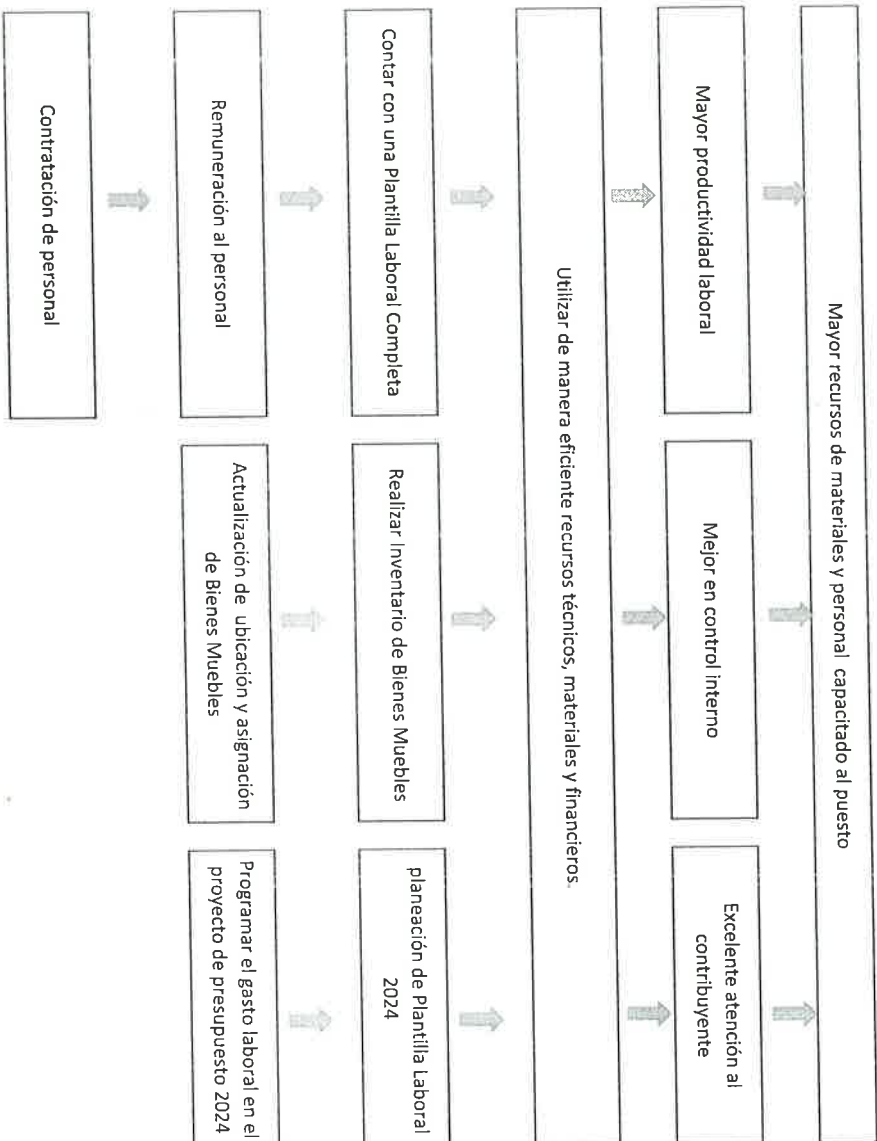 Mayor recursos de materiales y personal capacitado al puesto
Mayor productividad laboral
Mejor en control interno
Excelente atención al
contribuyente
Utilizar de manera eficiente recursos técnicos, materiales y financieros.
Contar con una Plantilla Laboral Completa
Realizar Inventario de Bienes Muebles
planeación de Plantilla Laboral
2024
Remuneración al personal
Actualización de ubicación y asignación
de Bienes Muebles
Programar el gasto laboral en el
proyecto de presupuesto 2024
Contratación de personal